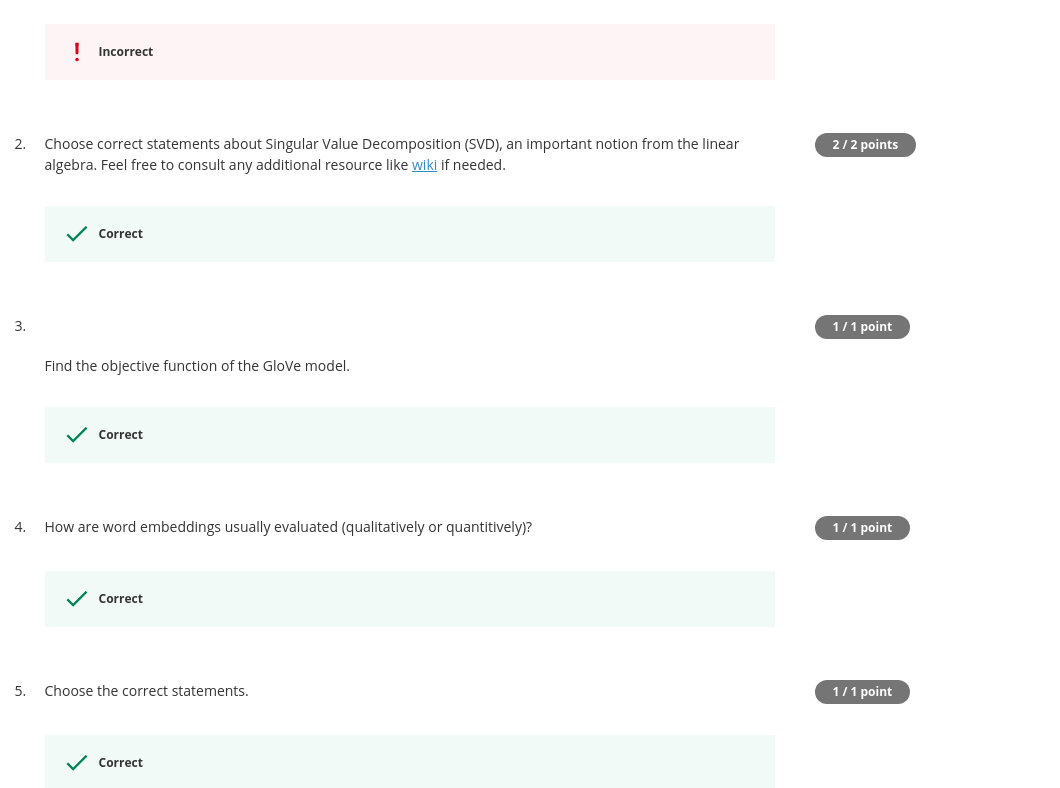 Incorrect
2. Choose correct statements about Singular Value Decomposition (SVD), an important notion from the linear
algebra. Feel free to consult any additional resource like wiki if needed.
2 / 2 points
Correct
3.
1 / 1 point
Find the objective function of the GloVe model.
Correct
4. How are word embeddings usually evaluated (qualitatively or quantitively)?
1 / 1 point
Correct
5. Choose the correct statements.
1 / 1 point
Correct